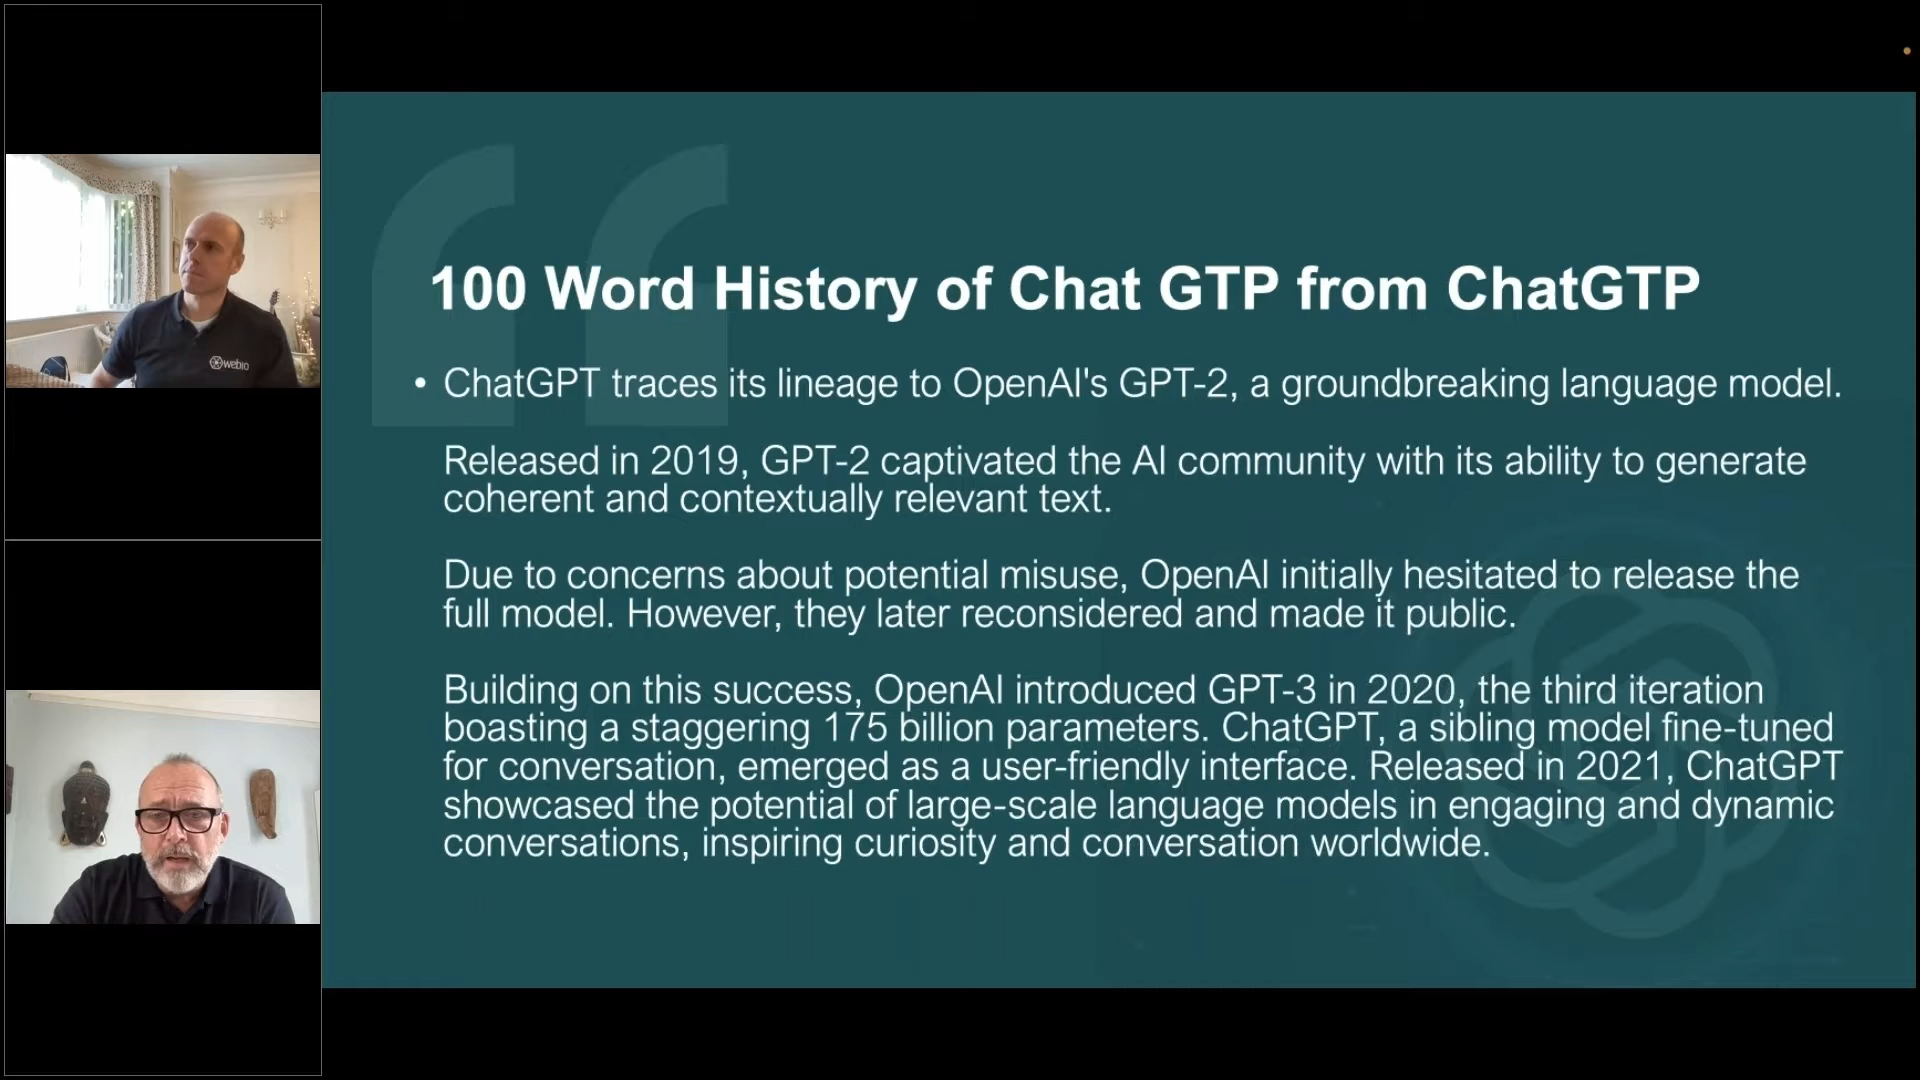 webio
100 Word History of Chat GTP from ChatGTP
• ChatGPT traces its lineage to OpenAI's GPT-2, a groundbreaking language model.
Released in 2019, GPT-2 captivated the AI community with its ability to generate
coherent and contextually relevant text.
Due to concerns about potential misuse, OpenAI initially hesitated to release the
full model. However, they later reconsidered and made it public.
Building on this success, OpenAI introduced GPT-3 in 2020, the third iteration
boasting a staggering 175 billion parameters. ChatGPT, a sibling model fine-tuned
for conversation, emerged as a user-friendly interface. Released in 2021, ChatGPT
showcased the potential of large-scale language models in engaging and dynamic
conversations, inspiring curiosity and conversation worldwide.